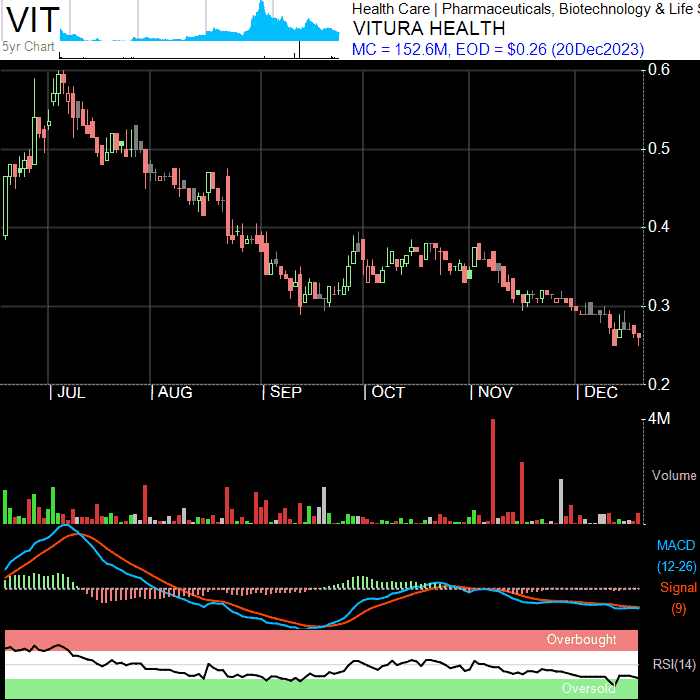 VIT
5yr Chart
Health Care | Pharmaceuticals, Biotechnology & Life S
VITURA HEALTH
MC = 152.6M, EOD = $0.26 (20Dec2023)
0.6
0.5
0.4
0.3
0.2
| JUL | AUG | SEP | OCT | NOV | DEC
4M
Volume
MACD
(12-26)
Signal
(9)
Overbought
RSI(14)
Oversold